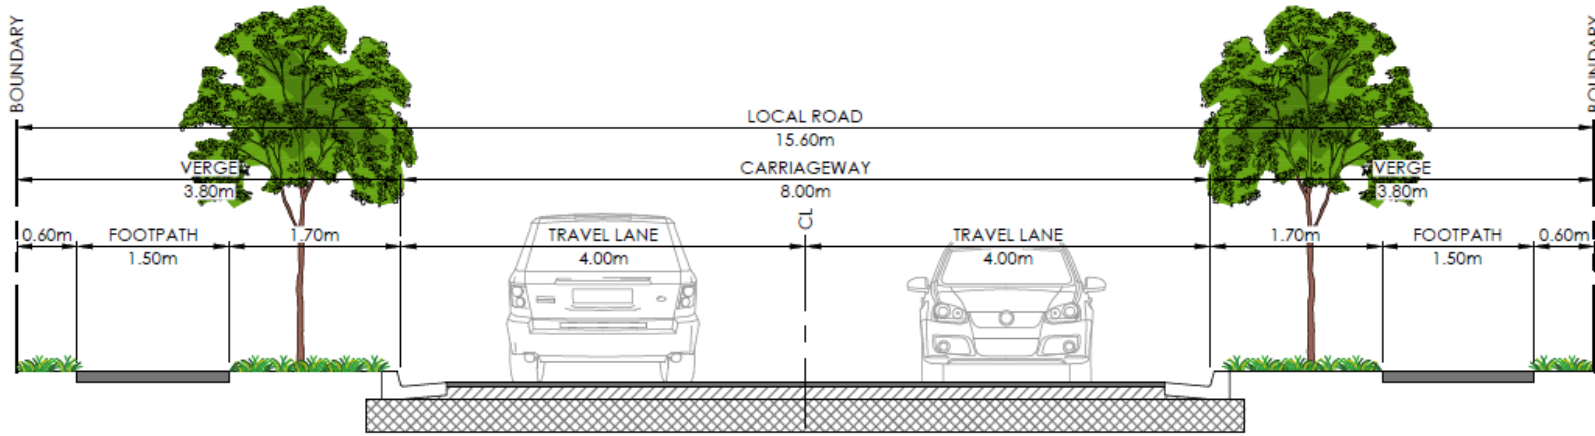 BOUNDARY
BOUNDARY
LOCAL ROAD
15.60m
VERGE
3.80m
CARRIAGEWAY
8.00m
VERGE
3.80m
CL
0.60m
FOOTPATH
1.50m
1.70m
TRAVEL LANE
4.00m
TRAVEL LANE
4.00m
1.70m
FOOTPATH
1.50m
0.60m